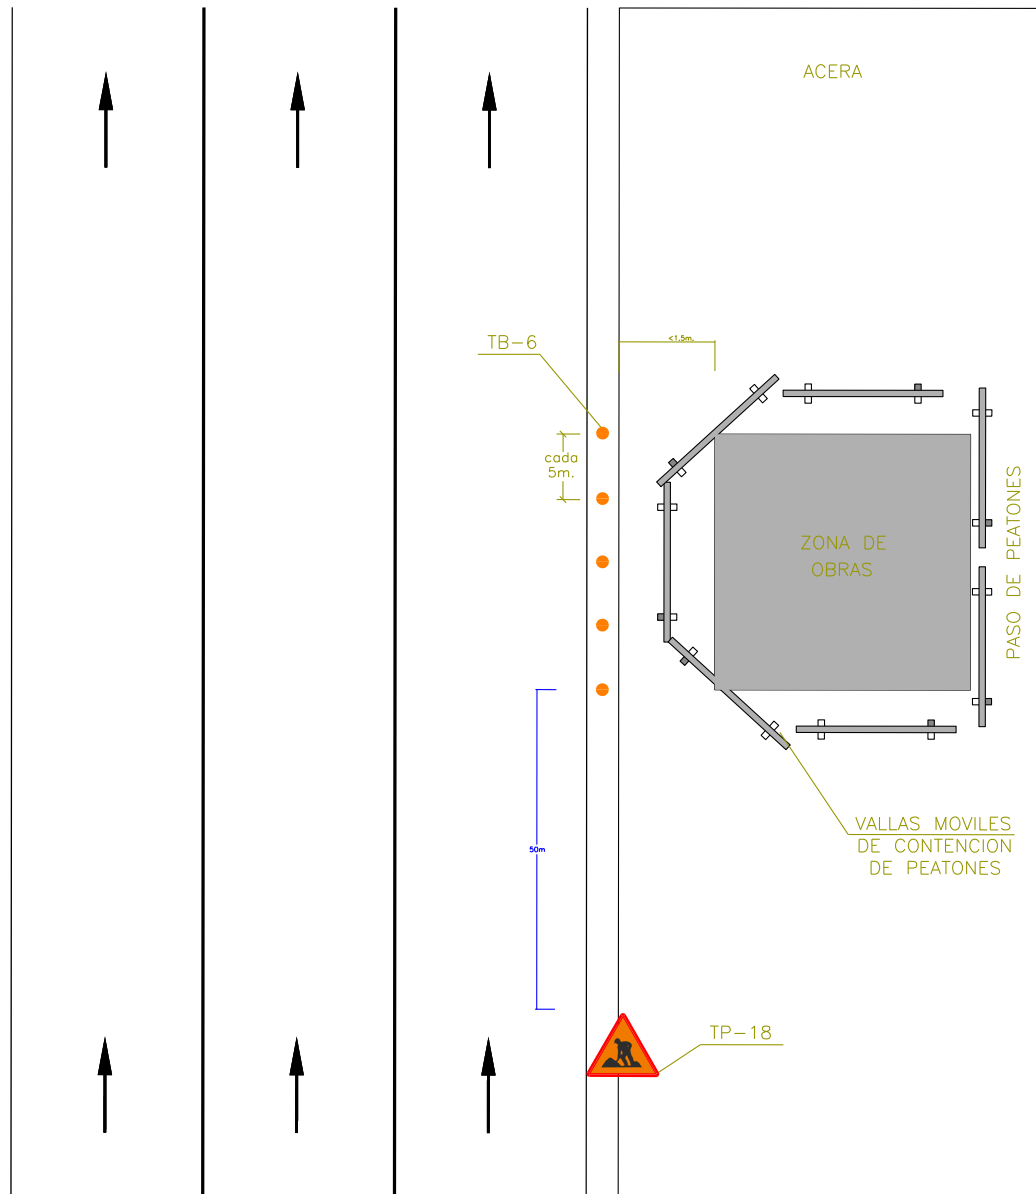 ACERA
TB-6
<1.5m.
cada
5m.
ZONA DE
OBRAS
PASO DE PEATONES
50m
VALLAS MOVILES
DE CONTENCION
DE PEATONES
TP-18